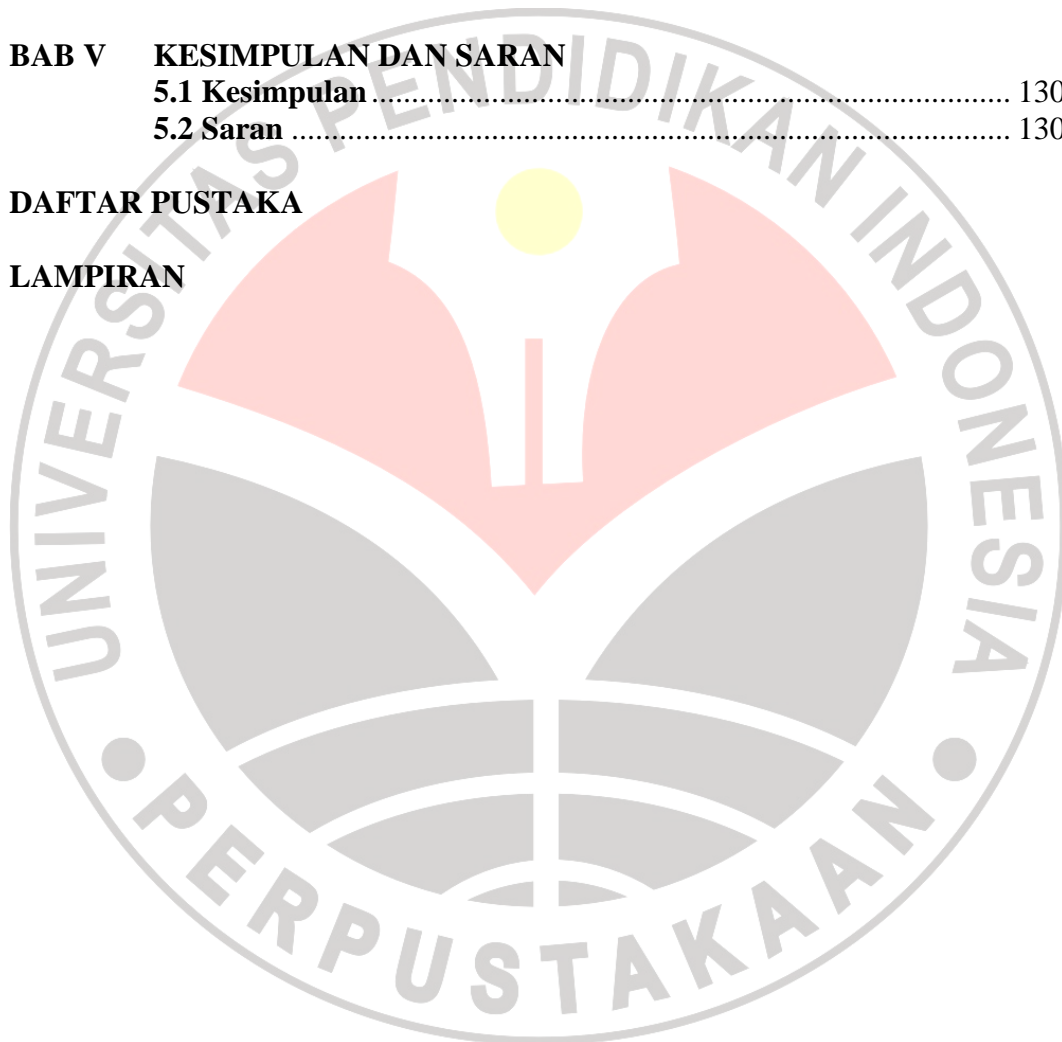 BAB V KESIMPULAN DAN SARAN
5.1 Kesimpulan ................................................................................. 130
5.2 Saran ........................................................................................... 130
DAFTAR PUSTAKA
LAMPIRAN
UNIVERSITAS PENDIDIKAN INDONESIA
PERPUSTAKAAN